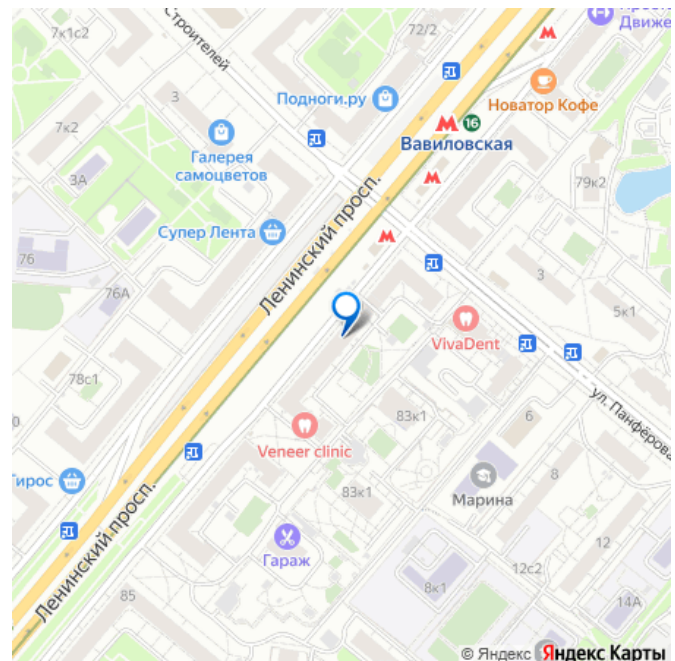 7к1с2
Строителей
72/2
Движе
3
Подноги.ру
Новатор Кофе
7к2
Галерея
самоцветов
М 16
Вавиловская
3А
79к2
Супер Лента
Ленинский просп.
76
76А
3
5к1
VivaDent
78с1
ул. Панфёрова
83к1
6
Veneer clinic
Гирос
83к1
Марина
8
Ленинский просп.
Гараж
12
12с2
85
8к1
14А
© Яндекс Яндекс Карты